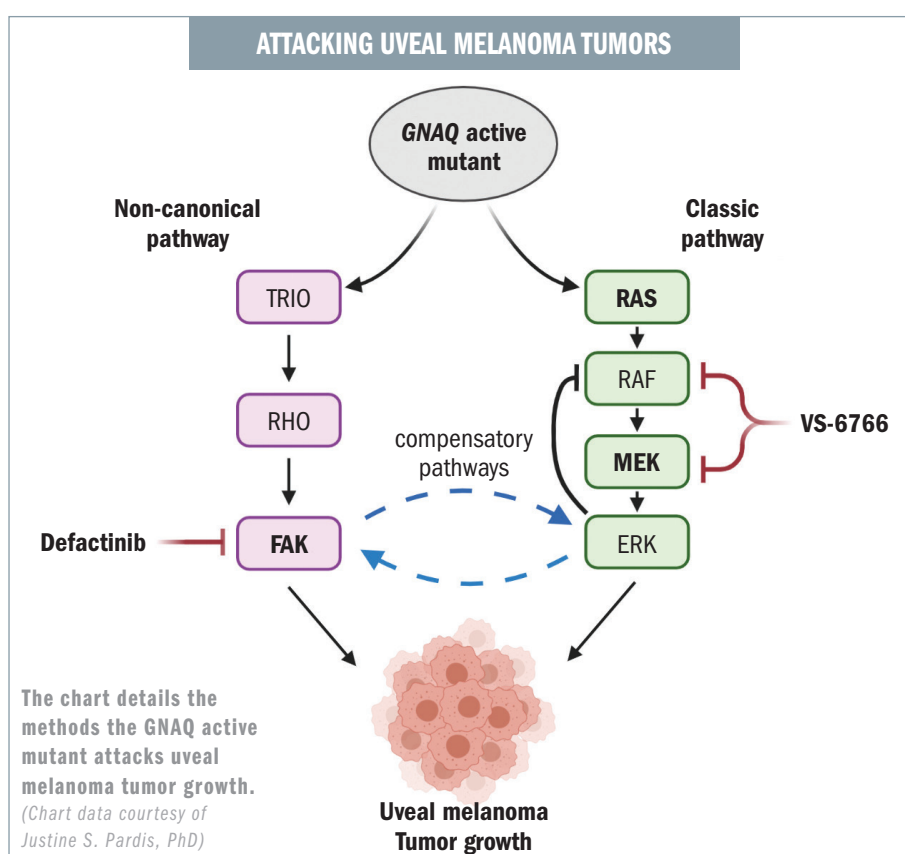 ATTACKING UVEAL MELANOMA TUMORS
GNAQ active
mutant
Non-canonical
pathway
Classic
pathway
TRIO
RAS
RHO
RAF
VS-6766
compensatory
pathways
MEK
Defactinib
FAK
ERK
The chart details the
methods the GNAQ active
mutant attacks uveal
melanoma tumor growth.
(Chart data courtesy of
Justine S. Pardis, PhD)
Uveal melanoma
Tumor growth